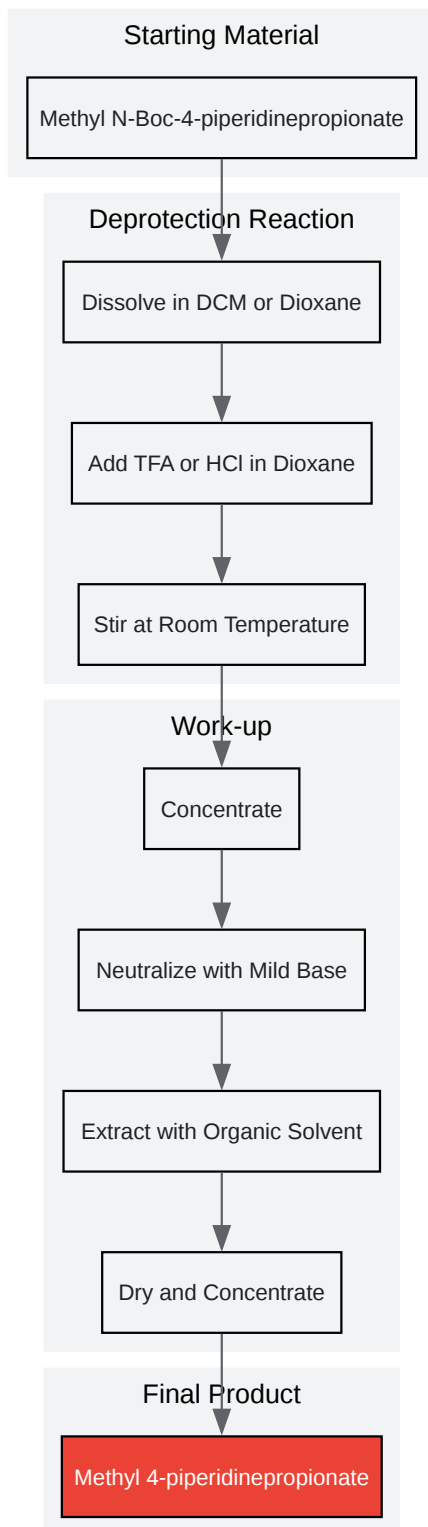 Starting Material
Methyl N-Boc-4-piperidinepropionate
Deprotection Reaction
Dissolve in DCM or Dioxane
Add TFA or HCl in Dioxane
Stir at Room Temperature
Work-up
Concentrate
Neutralize with Mild Base
Extract with Organic Solvent
Dry and Concentrate
Final Product
Methyl 4-piperidinepropionate